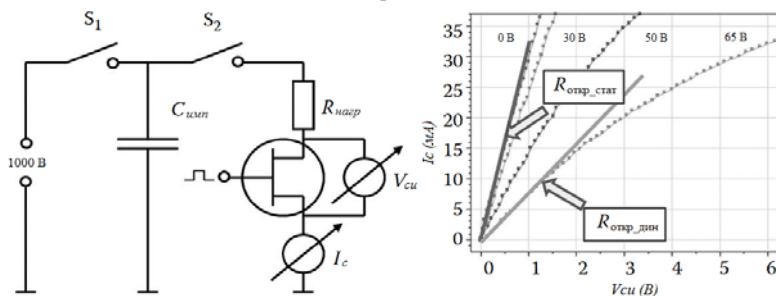 S₁
S₂
Cимп
Rнагр
1000 В
Vси
Iс
Iс (мА)
35
30
25
20
15
10
5
0
0 В
30 В
50 В
65 В
Rоткр_стат
Rоткр_дин
0 1 2 3 4 5 6
Vси (В)